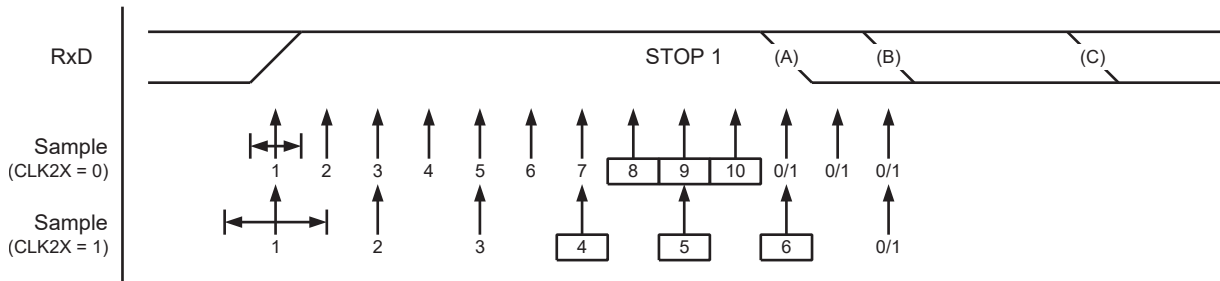 RxD
STOP 1
(A)
(B)
(C)
Sample
(CLK2X = 0)
1 2 3 4 5 6 7 8 9 10 0/1 0/1 0/1
Sample
(CLK2X = 1)
1 2 3 4 5 6 0/1